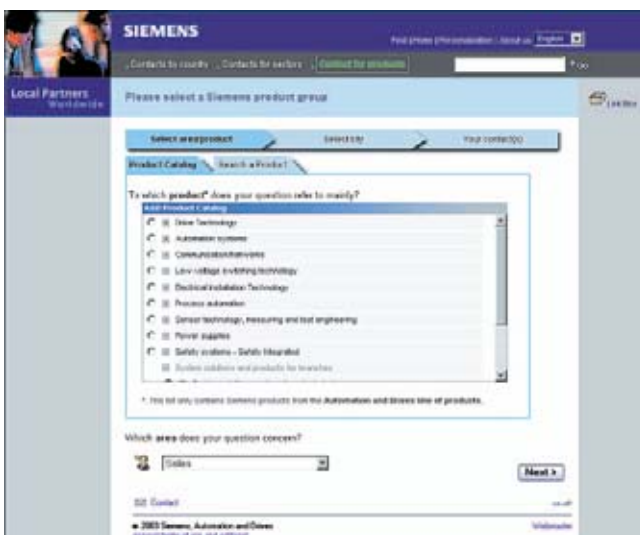 SIEMENS
Find | Home | Personalization | About us English
Contacts by country Contacts for sectors Contact for products
Go
Local Partners
Worldwide
Please select a Siemens product group
Select area/product Select city Your contact(s)
Product Catalog Search a Product
To which product* does your question refer to mainly?
Add Product Catalog
Drive Technology
Automation systems
Communication/Networks
Low-voltage switching technology
Electrical Installation Technology
Process automation
Sensor technology, measuring and test engineering
Power supplies
Safety systems - Safety Integrated
System solutions and products for branches
* This list only contains Siemens products from the Automation and Drives line of products.
Which area does your question concern?
Sales
Next >
Contact
© 2003 Siemens, Automation and Drives
Webmaster